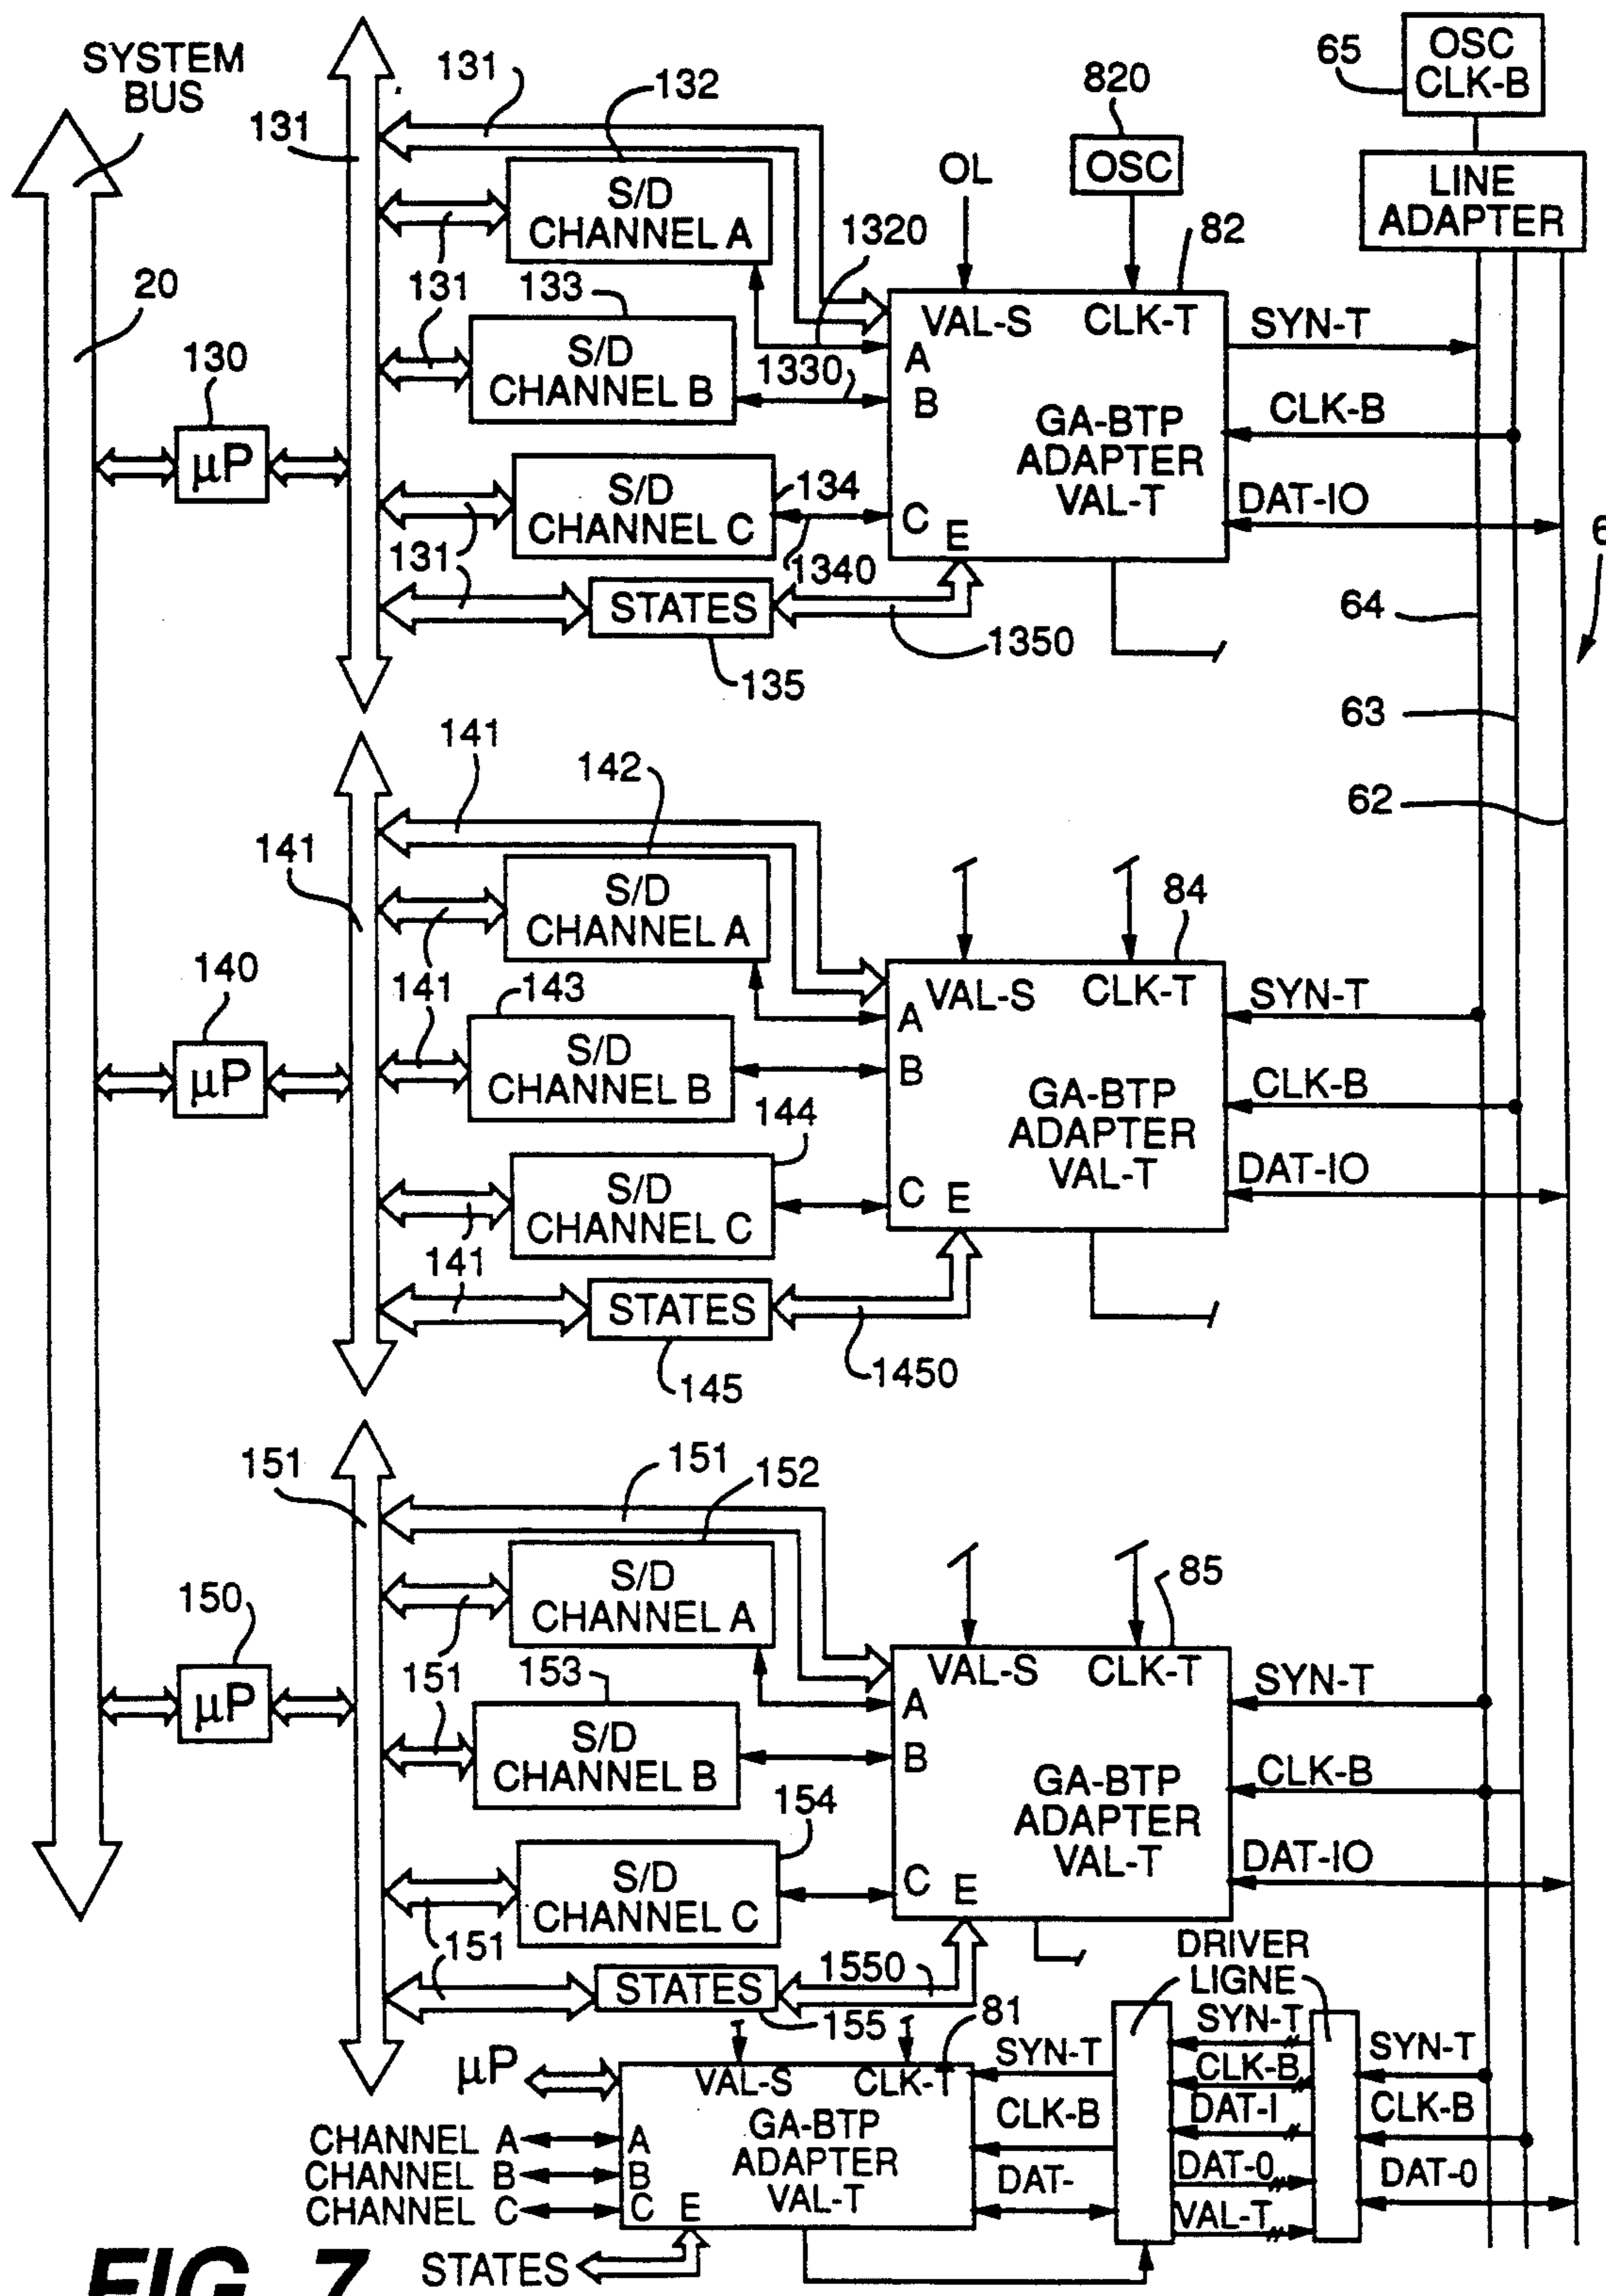 SYSTEM
BUS
131
131
132
820
65
OSC
CLK-B
OL
OSC
LINE
ADAPTER
S/D
CHANNEL A
1320
82
20
131
133
VAL-S CLK-T
SYN-T
130
μP
S/D
CHANNEL B
1330
A
B
GA-BTP
ADAPTER
VAL-T
CLK-B
S/D
CHANNEL C
134
C E
DAT-IO
131
1340
64
STATES
1350
135
63
141
142
62
141
S/D
CHANNEL A
84
140
μP
141
143
VAL-S CLK-T
SYN-T
A
S/D
CHANNEL B
B
GA-BTP
ADAPTER
VAL-T
CLK-B
144
S/D
CHANNEL C
C E
DAT-IO
141
STATES
1450
145
151
151
152
S/D
CHANNEL A
85
150
μP
151
153
VAL-S CLK-T
SYN-T
A
S/D
CHANNEL B
B
GA-BTP
ADAPTER
VAL-T
CLK-B
154
S/D
CHANNEL C
C E
DAT-IO
151
1550
DRIVER
LIGNE
STATES
155
81
μP
VAL-S CLK-T
SYN-T
SYN-T
SYN-T
GA-BTP
ADAPTER
VAL-T
CLK-B
CLK-B
CLK-B
CHANNEL A
A
DAT-I
CHANNEL B
B
DAT-
DAT-0
DAT-0
CHANNEL C
C E
VAL-T
STATES
FIG. 7